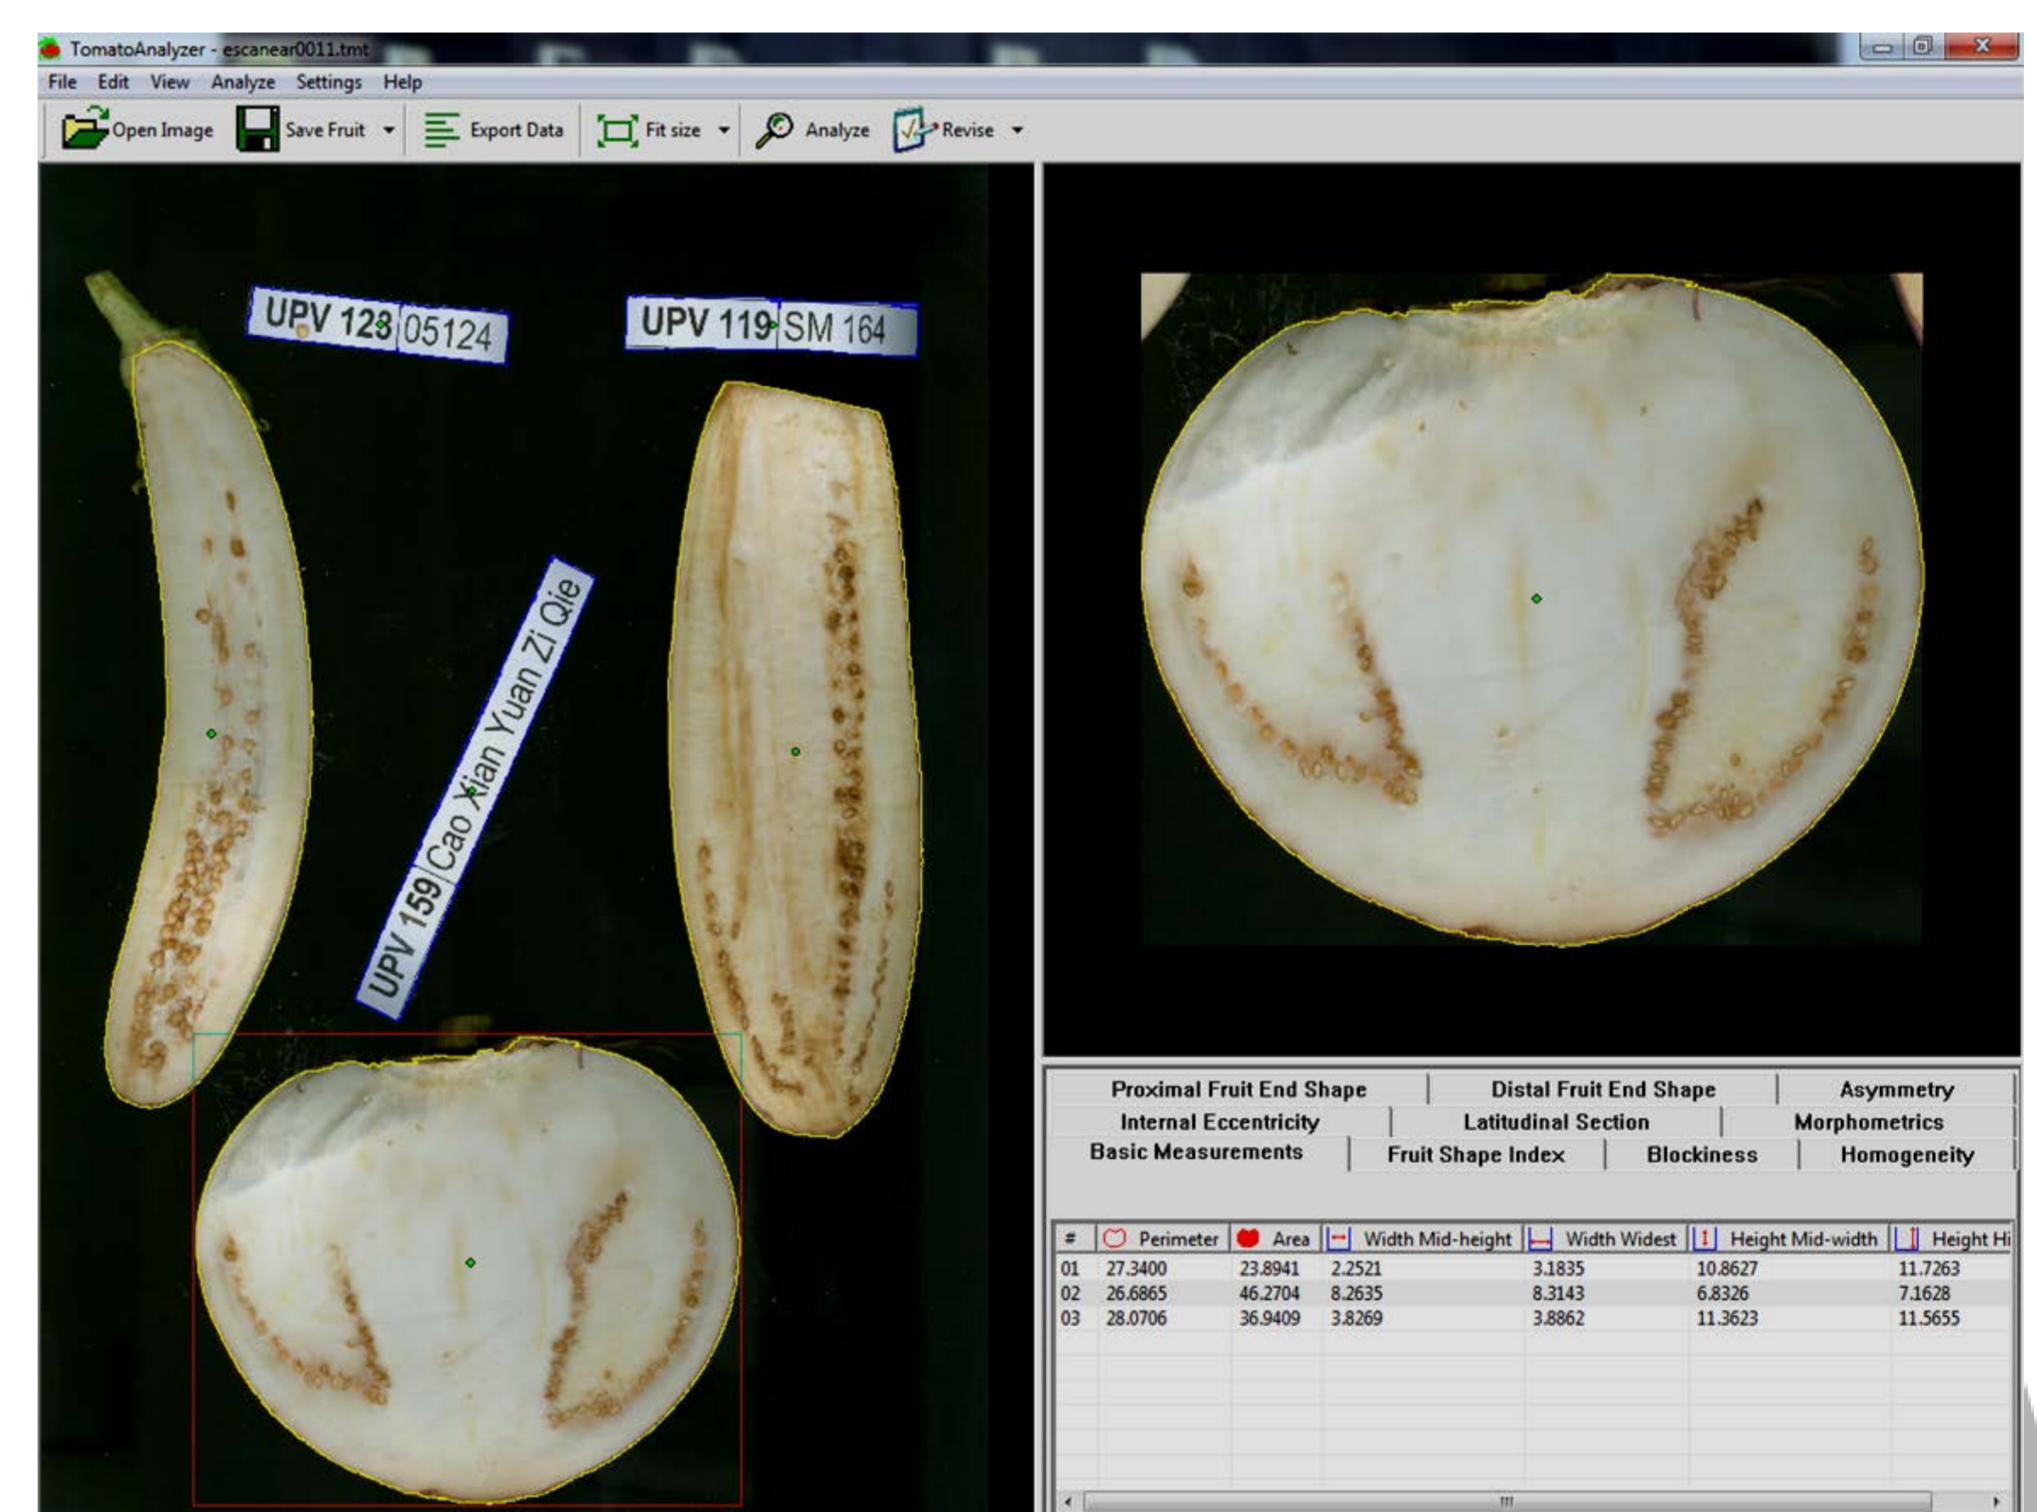 TomatoAnalyzer - escanear0011.tmt
File Edit View Analyze Settings Help
Open Image Save Fruit Export Data Fit size Analyze Revise
UPV 123 05124
UPV 119 SM 164
UPV 159 Cao Xian Yuan Zi Qie
Proximal Fruit End Shape Distal Fruit End Shape Asymmetry
Internal Eccentricity Latitudinal Section Morphometrics
Basic Measurements Fruit Shape Index Blockiness Homogeneity
# Perimeter Area Width Mid-height Width Widest Height Mid-width Height Hi
01 27.3400 23.8941 2.2521 3.1835 10.8627 11.7263
02 26.6865 46.2704 8.2635 8.3143 6.8326 7.1628
03 28.0706 36.9409 3.8269 3.8862 11.3623 11.5655